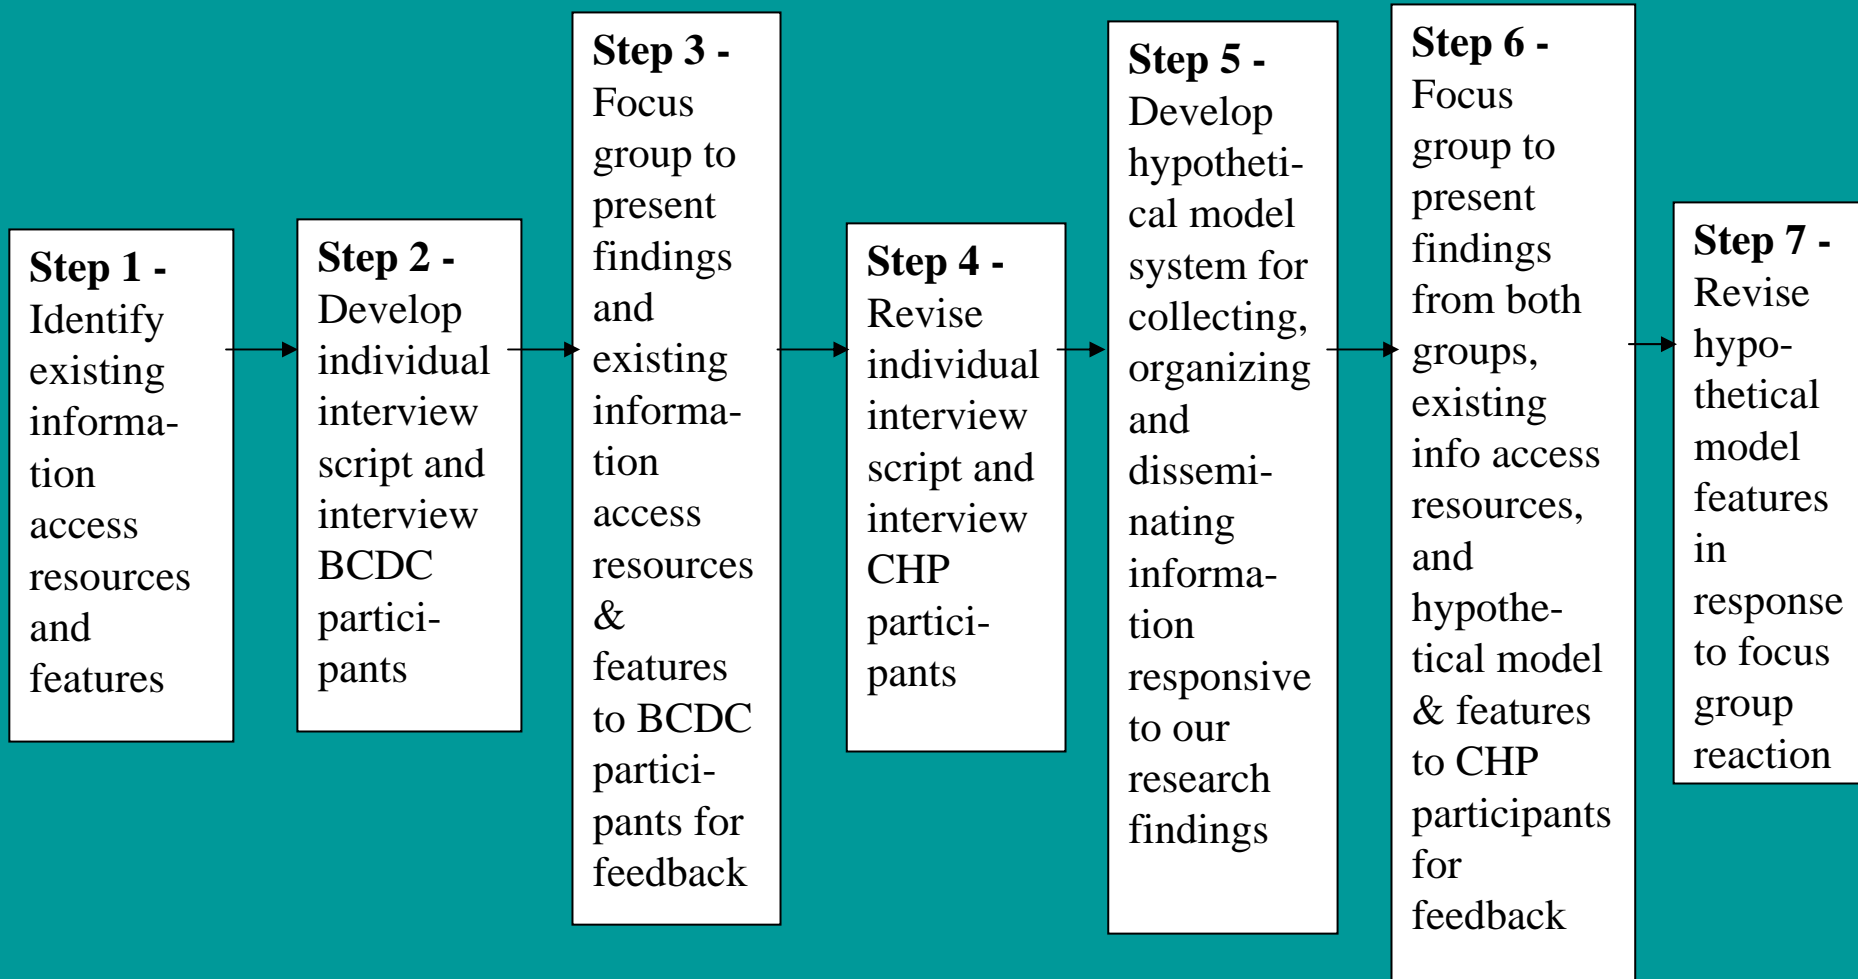 Step 1 -
Identify
existing
informa-
tion
access
resources
and
features
Step 2 -
Develop
individual
interview
script and
interview
BCDC
partici-
pants
Step 3 -
Focus
group to
present
findings
and
existing
informa-
tion
access
resources
&
features
to BCDC
partici-
pants for
feedback
Step 4 -
Revise
individual
interview
script and
interview
CHP
partici-
pants
Step 5 -
Develop
hypotheti-
cal model
system for
collecting,
organizing
and
dissemi-
nating
informa-
tion
responsive
to our
research
findings
Step 6 -
Focus
group to
present
findings
from both
groups,
existing
info access
resources,
and
hypothe-
tical model
& features
to CHP
participants
for
feedback
Step 7 -
Revise
hypo-
thetical
model
features
in
response
to focus
group
reaction